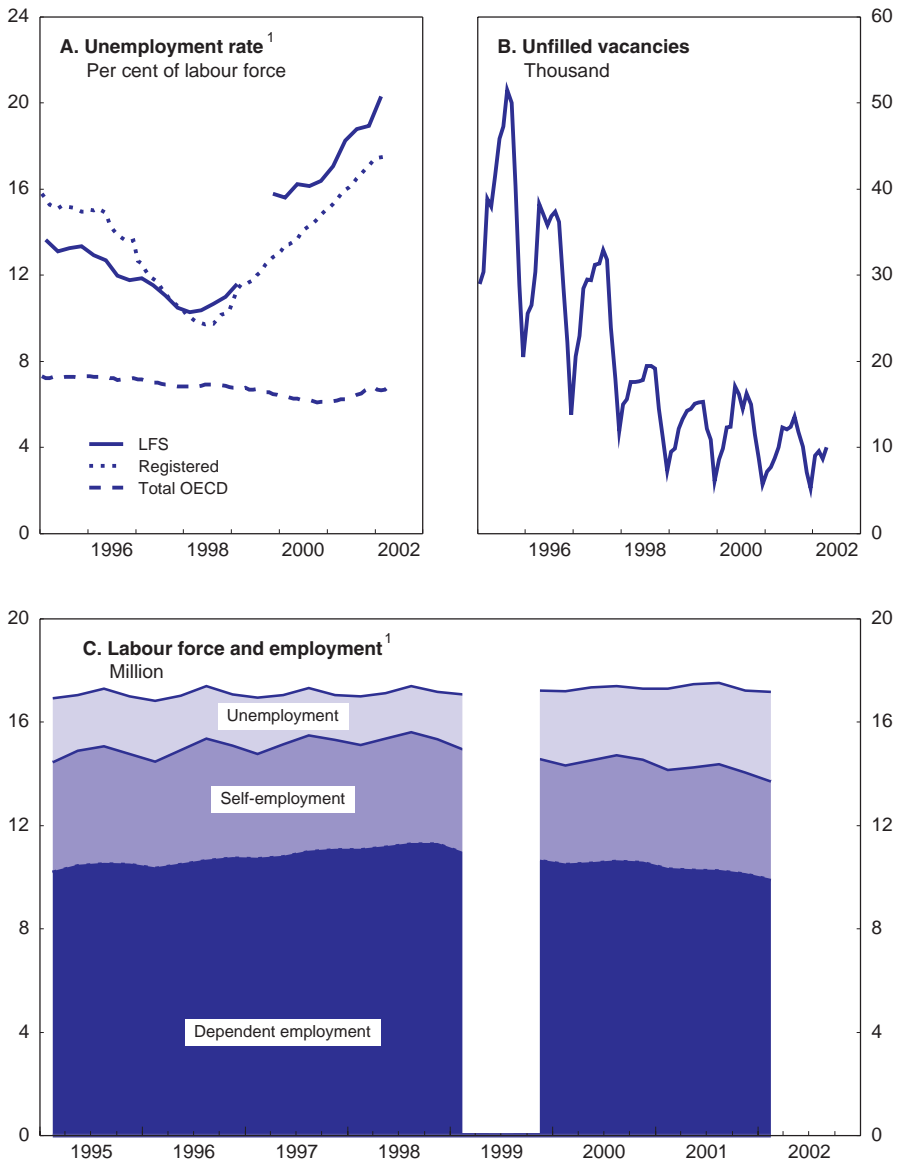 A. Unemployment rate 1
Per cent of labour force
24
20
16
12
8
4
0
LFS
Registered
Total OECD
1996 1998 2000 2002
B. Unfilled vacancies
Thousand
60
50
40
30
20
10
0
1996 1998 2000 2002
C. Labour force and employment 1
Million
20 20
16 16
12 12
8 8
4 4
0 0
Unemployment
Self-employment
Dependent employment
1995 1996 1997 1998 1999 2000 2001 2002